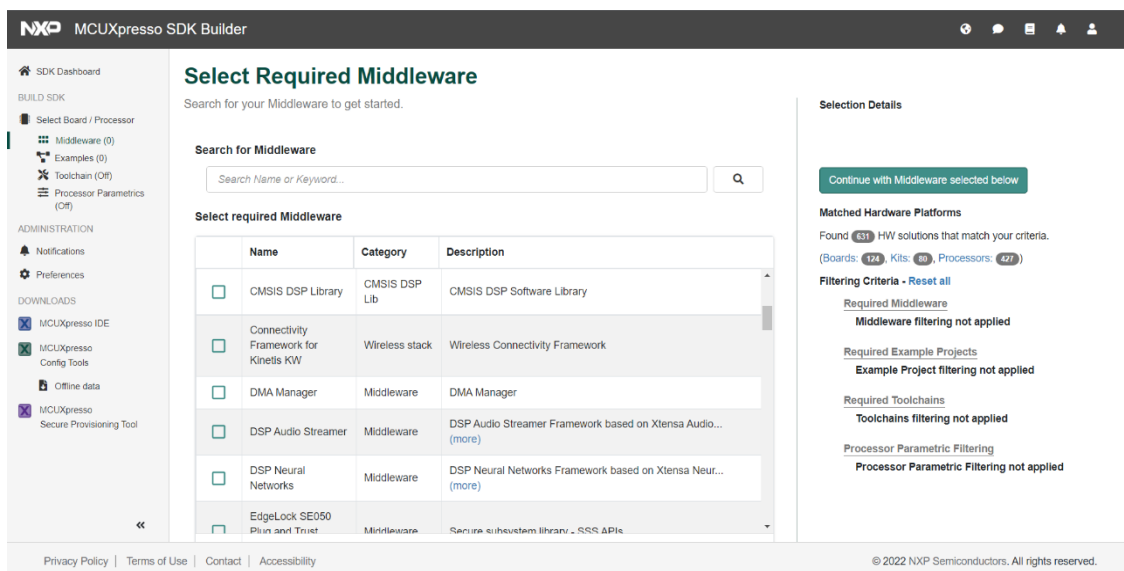 NXP MCUXpresso SDK Builder
SDK Dashboard
BUILD SDK
Select Board / Processor
Middleware (0)
Examples (0)
Toolchain (Off)
Processor Parametrics
(Off)
ADMINISTRATION
Notifications
Preferences
DOWNLOADS
MCUXpresso IDE
MCUXpresso
Config Tools
Offline data
MCUXpresso
Secure Provisioning Tool
«
Select Required Middleware
Search for your Middleware to get started.
Search for Middleware
Search Name or Keyword...
Select required Middleware
Name Category Description
CMSIS DSP Library CMSIS DSP Lib CMSIS DSP Software Library
Connectivity Framework for Kinetis KW Wireless stack Wireless Connectivity Framework
DMA Manager Middleware DMA Manager
DSP Audio Streamer Middleware DSP Audio Streamer Framework based on Xtensa Audio...
(more)
DSP Neural Networks Middleware DSP Neural Networks Framework based on Xtensa Neur...
(more)
EdgeLock SE050
Plug and Trust Middleware Secure subsystem library - SSS APIs
Selection Details
Continue with Middleware selected below
Matched Hardware Platforms
Found 631 HW solutions that match your criteria.
(Boards: 124, Kits: 80, Processors: 427)
Filtering Criteria - Reset all
Required Middleware
Middleware filtering not applied
Required Example Projects
Example Project filtering not applied
Required Toolchains
Toolchains filtering not applied
Processor Parametric Filtering
Processor Parametric Filtering not applied
Privacy Policy | Terms of Use | Contact | Accessibility
© 2022 NXP Semiconductors. All rights reserved.